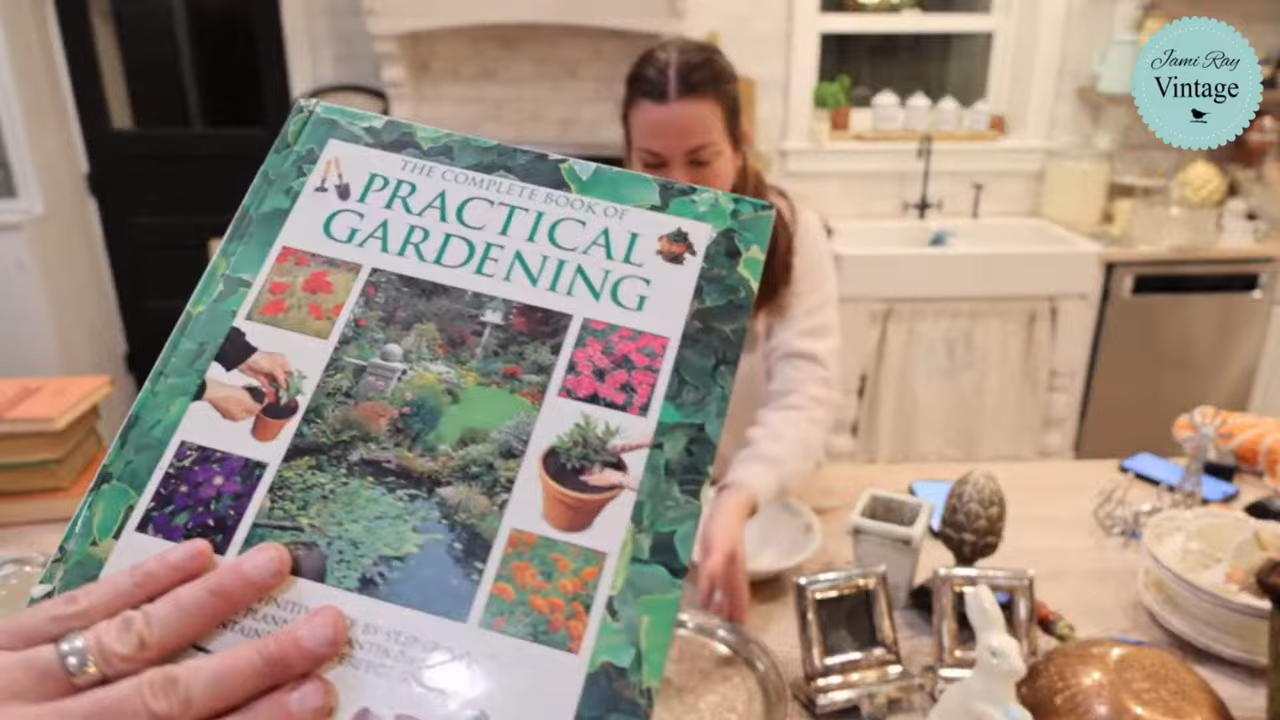 Jami Ray
Vintage
THE COMPLETE BOOK OF
PRACTICAL
GARDENING